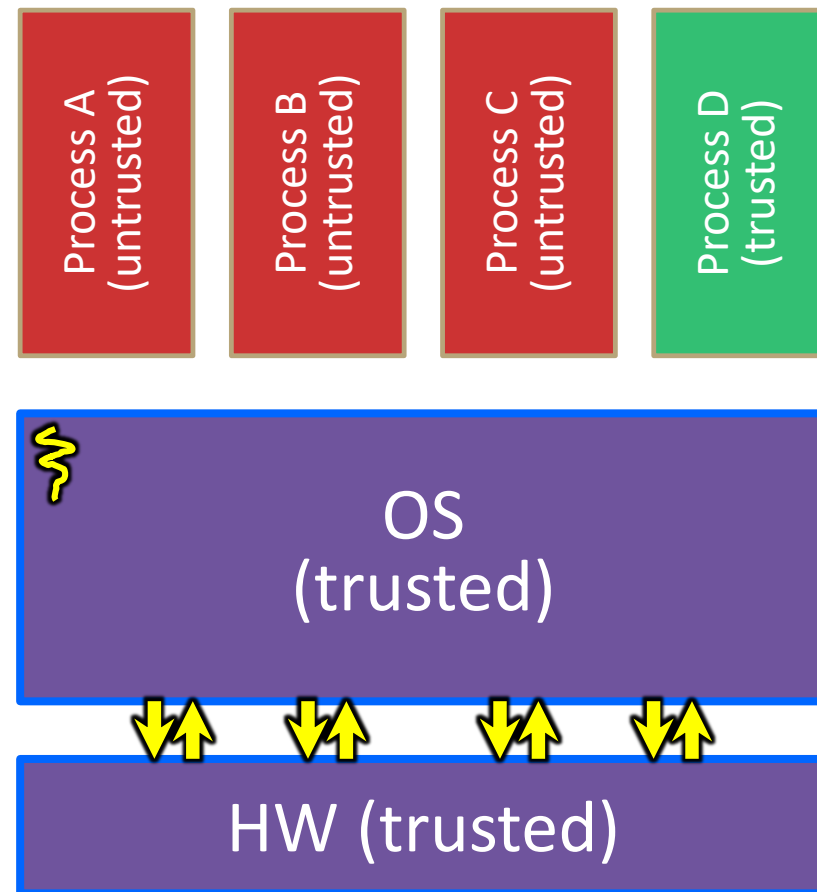 Process A
(untrusted)
Process B
(untrusted)
Process C
(untrusted)
Process D
(trusted)
OS
(trusted)
HW (trusted)